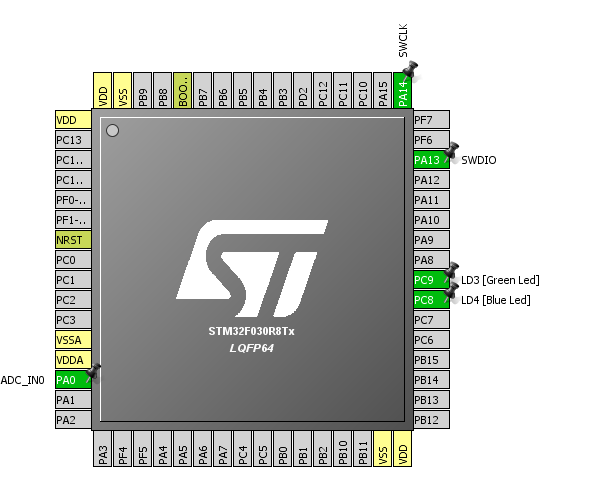 SWCLK
VDD
VSS
PB9
PB8
BOO..
PB7
PB6
PB5
PB4
PB3
PD2
PC12
PC11
PC10
PA15
PA14
VDD
PC13
PC1..
PC1..
PF0-..
PF1-..
NRST
PC0
PC1
PC2
PC3
VSSA
VDDA
ADC_IN0 PA0
PA1
PA2
STM32F030R8Tx
LQFP64
PF7
PF6
PA13 SWDIO
PA12
PA11
PA10
PA9
PA8
PC9 LD3 [Green Led]
PC8 LD4 [Blue Led]
PC7
PC6
PB15
PB14
PB13
PB12
PA3
PF4
PF5
PA4
PA5
PA6
PA7
PC4
PC5
PB0
PB1
PB2
PB10
PB11
VSS
VDD